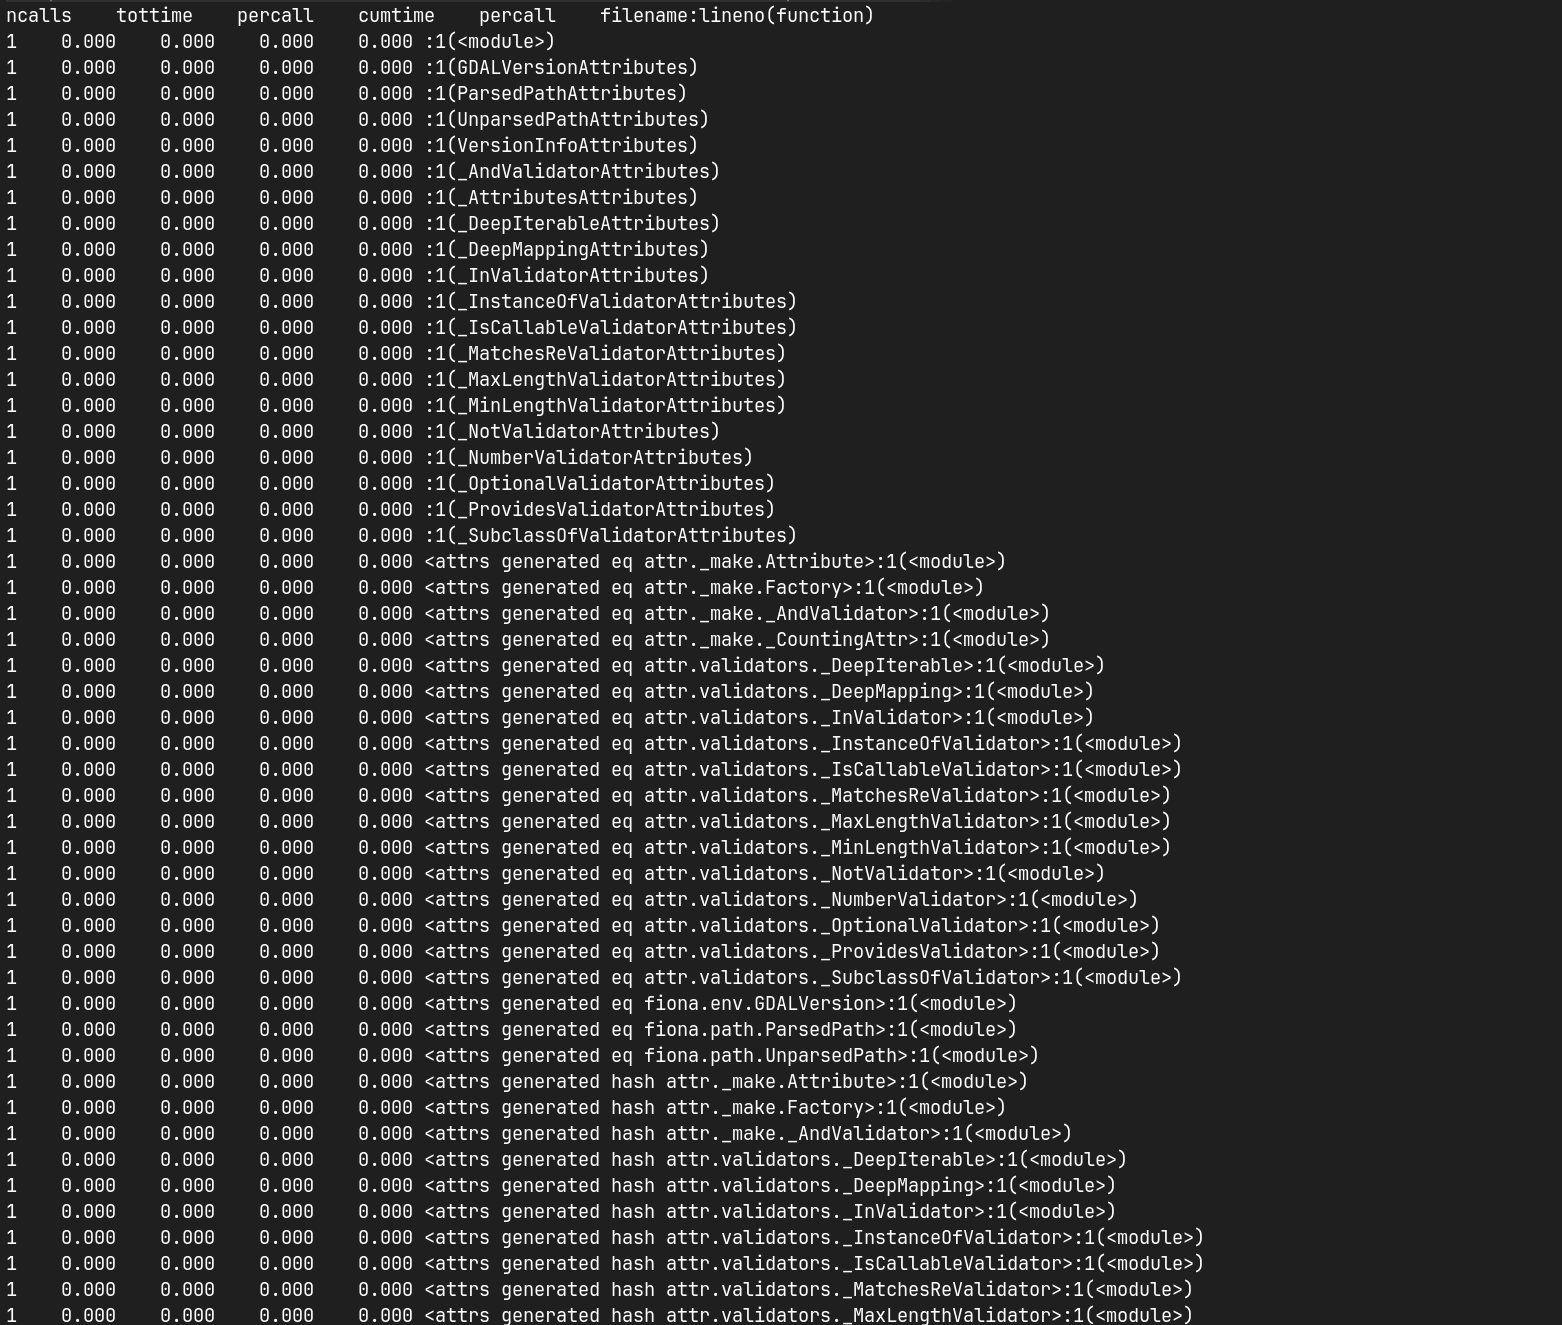 ncalls    tottime    percall    cumtime    percall    filename:lineno(function)
1    0.000    0.000    0.000    0.000 :1(<module>)
1    0.000    0.000    0.000    0.000 :1(GDALVersionAttributes)
1    0.000    0.000    0.000    0.000 :1(ParsedPathAttributes)
1    0.000    0.000    0.000    0.000 :1(UnparsedPathAttributes)
1    0.000    0.000    0.000    0.000 :1(VersionInfoAttributes)
1    0.000    0.000    0.000    0.000 :1(_AndValidatorAttributes)
1    0.000    0.000    0.000    0.000 :1(_AttributesAttributes)
1    0.000    0.000    0.000    0.000 :1(_DeepIterableAttributes)
1    0.000    0.000    0.000    0.000 :1(_DeepMappingAttributes)
1    0.000    0.000    0.000    0.000 :1(_InValidatorAttributes)
1    0.000    0.000    0.000    0.000 :1(_InstanceOfValidatorAttributes)
1    0.000    0.000    0.000    0.000 :1(_IsCallableValidatorAttributes)
1    0.000    0.000    0.000    0.000 :1(_MatchesReValidatorAttributes)
1    0.000    0.000    0.000    0.000 :1(_MaxLengthValidatorAttributes)
1    0.000    0.000    0.000    0.000 :1(_MinLengthValidatorAttributes)
1    0.000    0.000    0.000    0.000 :1(_NotValidatorAttributes)
1    0.000    0.000    0.000    0.000 :1(_NumberValidatorAttributes)
1    0.000    0.000    0.000    0.000 :1(_OptionalValidatorAttributes)
1    0.000    0.000    0.000    0.000 :1(_ProvidesValidatorAttributes)
1    0.000    0.000    0.000    0.000 :1(_SubclassOfValidatorAttributes)
1    0.000    0.000    0.000    0.000 <attrs generated eq attr._make.Attribute>:1(<module>)
1    0.000    0.000    0.000    0.000 <attrs generated eq attr._make.Factory>:1(<module>)
1    0.000    0.000    0.000    0.000 <attrs generated eq attr._make._AndValidator>:1(<module>)
1    0.000    0.000    0.000    0.000 <attrs generated eq attr._make._CountingAttr>:1(<module>)
1    0.000    0.000    0.000    0.000 <attrs generated eq attr.validators._DeepIterable>:1(<module>)
1    0.000    0.000    0.000    0.000 <attrs generated eq attr.validators._DeepMapping>:1(<module>)
1    0.000    0.000    0.000    0.000 <attrs generated eq attr.validators._InValidator>:1(<module>)
1    0.000    0.000    0.000    0.000 <attrs generated eq attr.validators._InstanceOfValidator>:1(<module>)
1    0.000    0.000    0.000    0.000 <attrs generated eq attr.validators._IsCallableValidator>:1(<module>)
1    0.000    0.000    0.000    0.000 <attrs generated eq attr.validators._MatchesReValidator>:1(<module>)
1    0.000    0.000    0.000    0.000 <attrs generated eq attr.validators._MaxLengthValidator>:1(<module>)
1    0.000    0.000    0.000    0.000 <attrs generated eq attr.validators._MinLengthValidator>:1(<module>)
1    0.000    0.000    0.000    0.000 <attrs generated eq attr.validators._NotValidator>:1(<module>)
1    0.000    0.000    0.000    0.000 <attrs generated eq attr.validators._NumberValidator>:1(<module>)
1    0.000    0.000    0.000    0.000 <attrs generated eq attr.validators._OptionalValidator>:1(<module>)
1    0.000    0.000    0.000    0.000 <attrs generated eq attr.validators._ProvidesValidator>:1(<module>)
1    0.000    0.000    0.000    0.000 <attrs generated eq attr.validators._SubclassOfValidator>:1(<module>)
1    0.000    0.000    0.000    0.000 <attrs generated eq fiona.env.GDALVersion>:1(<module>)
1    0.000    0.000    0.000    0.000 <attrs generated eq fiona.path.ParsedPath>:1(<module>)
1    0.000    0.000    0.000    0.000 <attrs generated eq fiona.path.UnparsedPath>:1(<module>)
1    0.000    0.000    0.000    0.000 <attrs generated hash attr._make.Attribute>:1(<module>)
1    0.000    0.000    0.000    0.000 <attrs generated hash attr._make.Factory>:1(<module>)
1    0.000    0.000    0.000    0.000 <attrs generated hash attr._make._AndValidator>:1(<module>)
1    0.000    0.000    0.000    0.000 <attrs generated hash attr.validators._DeepIterable>:1(<module>)
1    0.000    0.000    0.000    0.000 <attrs generated hash attr.validators._DeepMapping>:1(<module>)
1    0.000    0.000    0.000    0.000 <attrs generated hash attr.validators._InValidator>:1(<module>)
1    0.000    0.000    0.000    0.000 <attrs generated hash attr.validators._InstanceOfValidator>:1(<module>)
1    0.000    0.000    0.000    0.000 <attrs generated hash attr.validators._IsCallableValidator>:1(<module>)
1    0.000    0.000    0.000    0.000 <attrs generated hash attr.validators._MatchesReValidator>:1(<module>)
1    0.000    0.000    0.000    0.000 <attrs generated hash attr.validators._MaxLengthValidator>:1(<module>)